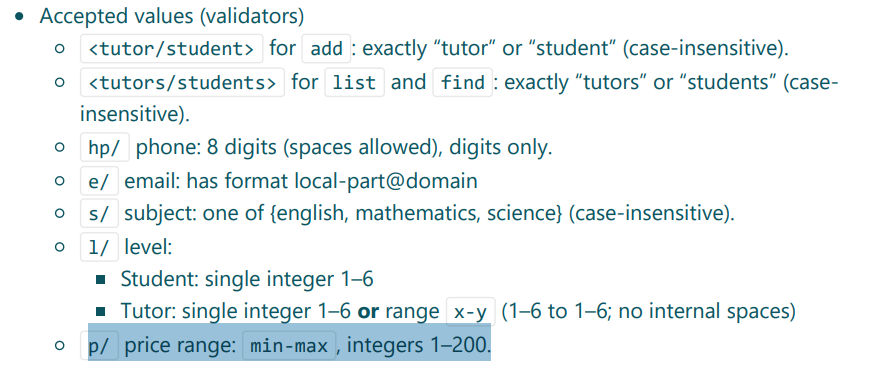 Accepted values (validators)
<tutor/student> for add: exactly “tutor” or “student” (case-insensitive).
<tutors/students> for list and find: exactly “tutors” or “students” (case-
insensitive).
hp/ phone: 8 digits (spaces allowed), digits only.
e/ email: has format local-part@domain
s/ subject: one of {english, mathematics, science} (case-insensitive).
l/ level:
Student: single integer 1–6
Tutor: single integer 1–6 or range x-y (1–6 to 1–6; no internal spaces)
p/ price range: min-max, integers 1–200.